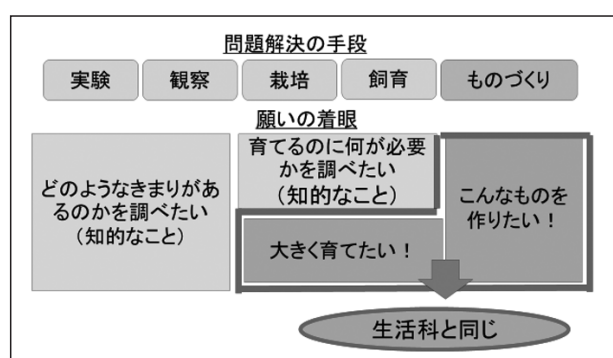 問題解決の手段
実験 観察 栽培 飼育 ものづくり
願いの着眼
どのようなきまりがあ
るのかを調べたい
（知的なこと）
育てるのに何が必要
かを調べたい
（知的なこと）
大きく育てたい！
こんなものを
作りたい！
生活科と同じ